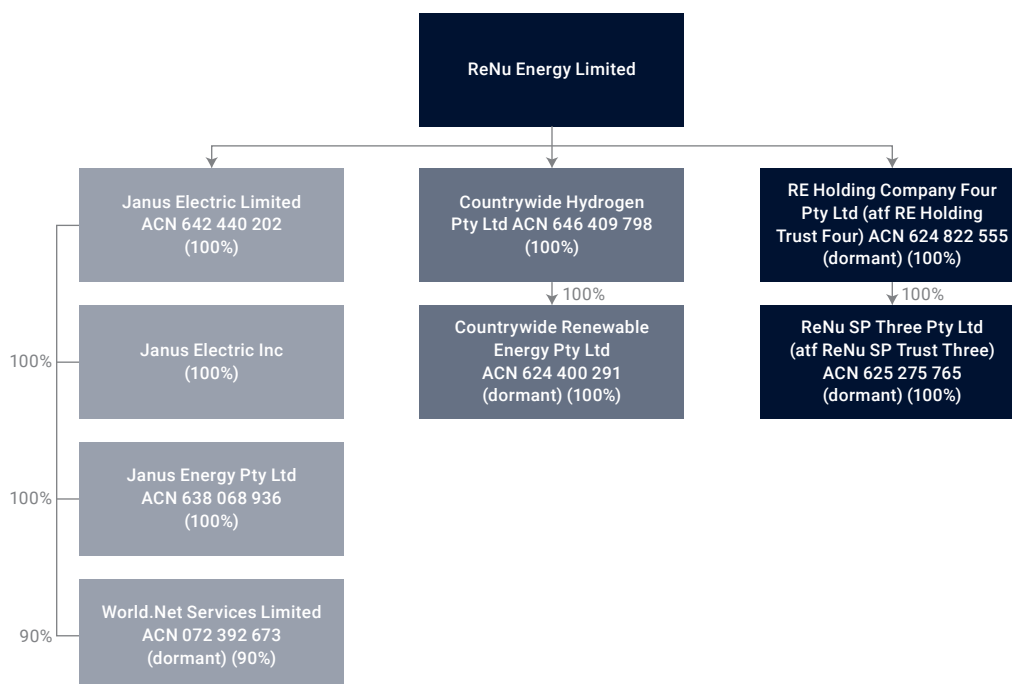 ReNu Energy Limited
Janus Electric Limited
ACN 642 440 202
(100%)
Countrywide Hydrogen
Pty Ltd ACN 646 409 798
(100%)
RE Holding Company Four
Pty Ltd (atf RE Holding
Trust Four) ACN 624 822 555
(dormant) (100%)
100%
100%
100%
Janus Electric Inc
(100%)
Countrywide Renewable
Energy Pty Ltd
ACN 624 400 291
(dormant) (100%)
ReNu SP Three Pty Ltd
(atf ReNu SP Trust Three)
ACN 625 275 765
(dormant) (100%)
100%
Janus Energy Pty Ltd
ACN 638 068 936
(100%)
90%
World.Net Services Limited
ACN 072 392 673
(dormant) (90%)